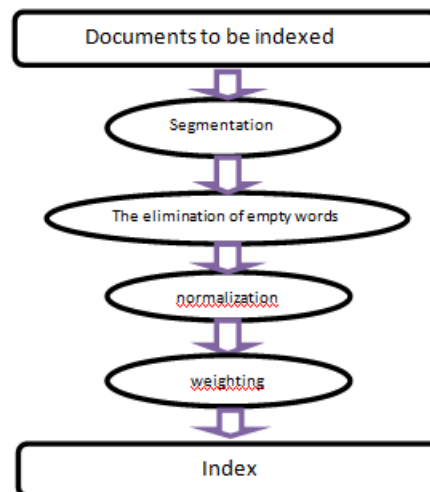 Documents to be indexed
Segmentation
The elimination of empty words
normalization
weighting
Index